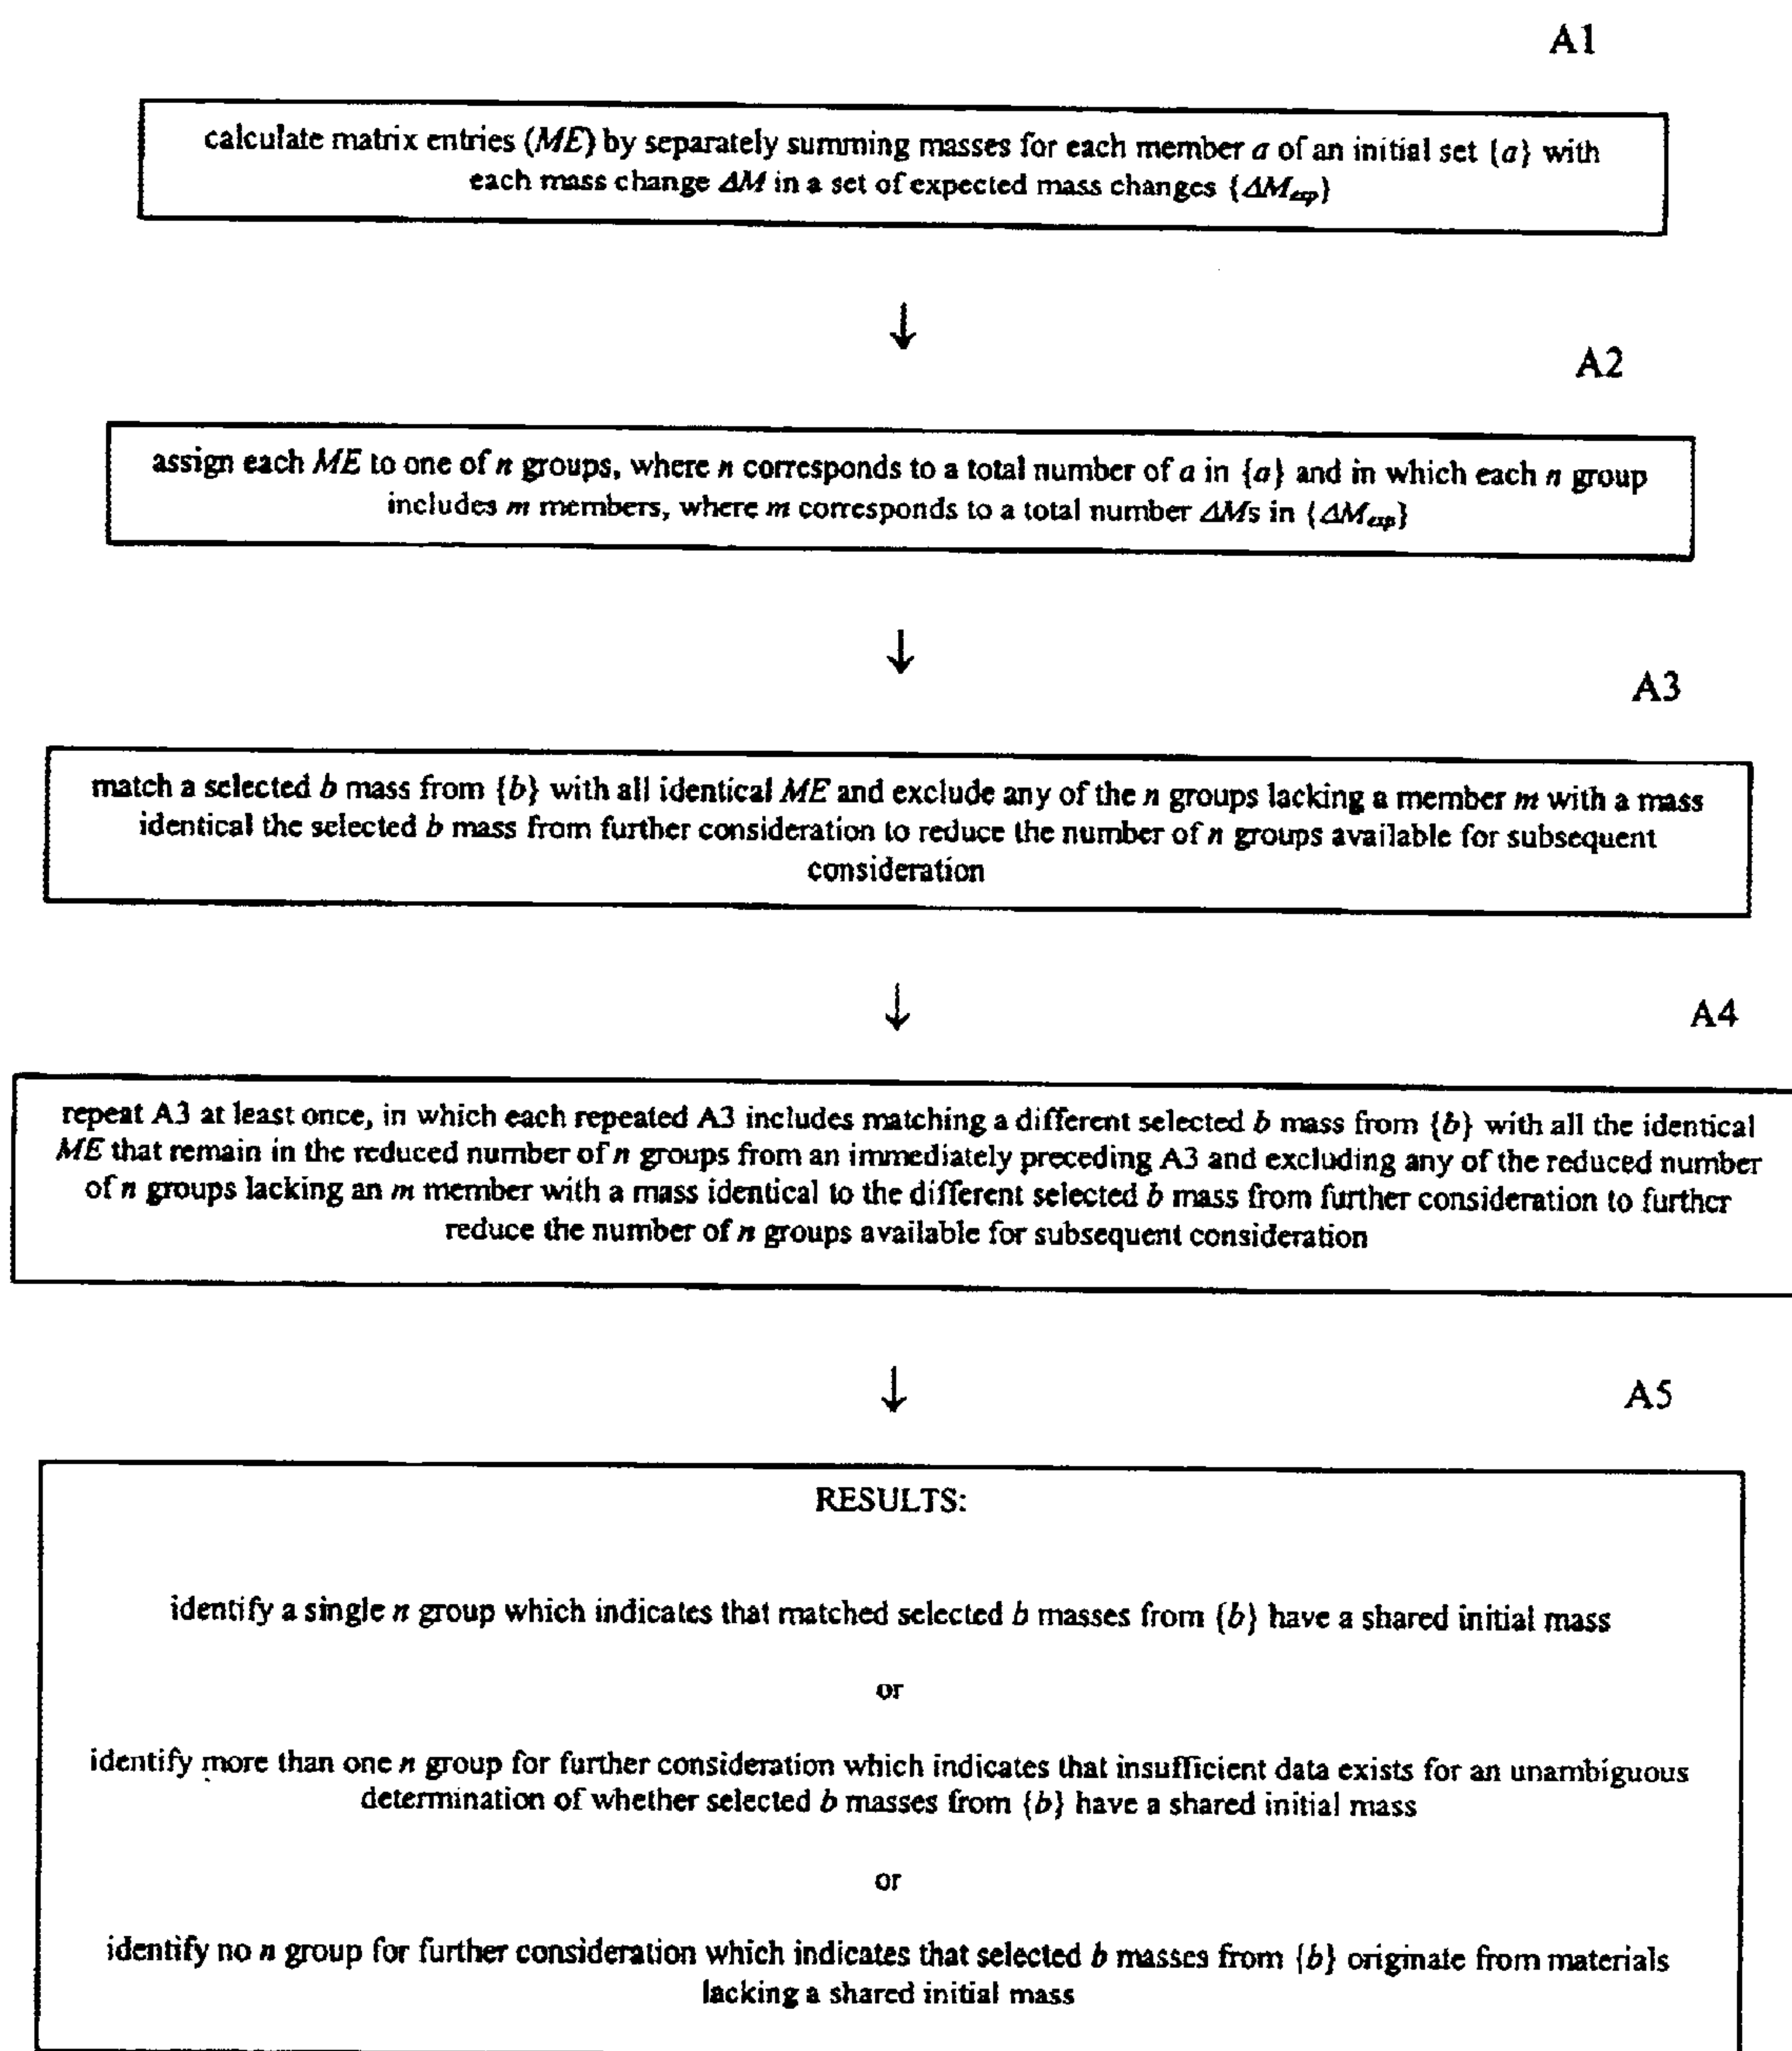 A1
calculate matrix entries (ME) by separately summing masses for each member a of an initial set {a} with
each mass change ΔM in a set of expected mass changes {ΔMexp}
↓
A2
assign each ME to one of n groups, where n corresponds to a total number of a in {a} and in which each n group
includes m members, where m corresponds to a total number ΔMs in {ΔMexp}
↓
A3
match a selected b mass from {b} with all identical ME and exclude any of the n groups lacking a member m with a mass
identical the selected b mass from further consideration to reduce the number of n groups available for subsequent
consideration
↓
A4
repeat A3 at least once, in which each repeated A3 includes matching a different selected b mass from {b} with all the identical
ME that remain in the reduced number of n groups from an immediately preceding A3 and excluding any of the reduced number
of n groups lacking an m member with a mass identical to the different selected b mass from further consideration to further
reduce the number of n groups available for subsequent consideration
↓
A5
RESULTS:
identify a single n group which indicates that matched selected b masses from {b} have a shared initial mass
or
identify more than one n group for further consideration which indicates that insufficient data exists for an unambiguous
determination of whether selected b masses from {b} have a shared initial mass
or
identify no n group for further consideration which indicates that selected b masses from {b} originate from materials
lacking a shared initial mass